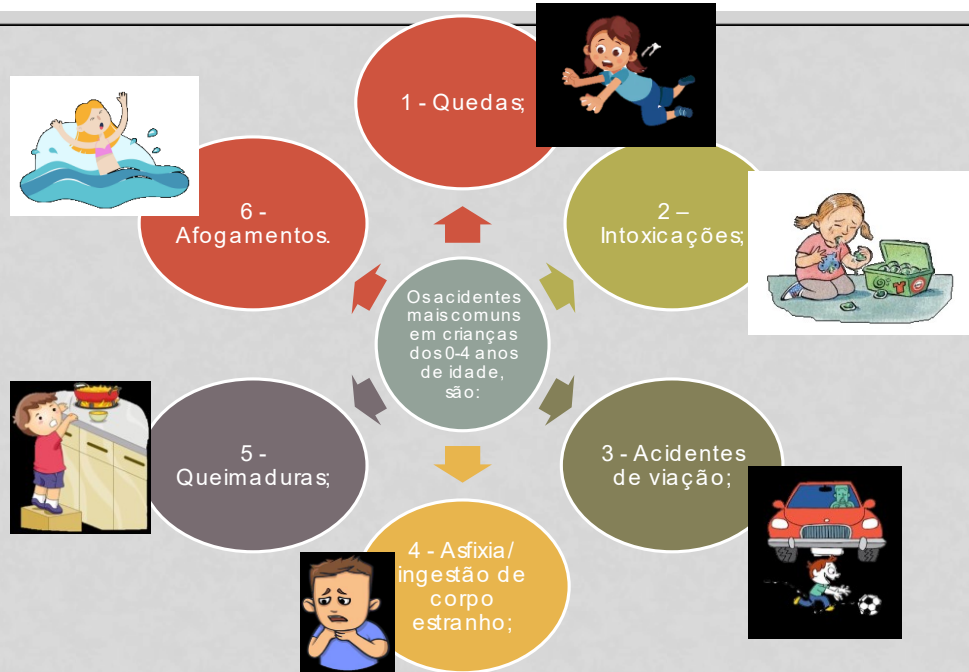 Os acidentes
mais comuns
em crianças
dos 0-4 anos
de idade,
são:
1 - Quedas;
2 –
Intoxicações;
3 - Acidentes
de viação;
4 - Asfixia/
ingestão de
corpo
estranho;
5 -
Queimaduras;
6 -
Afogamentos.